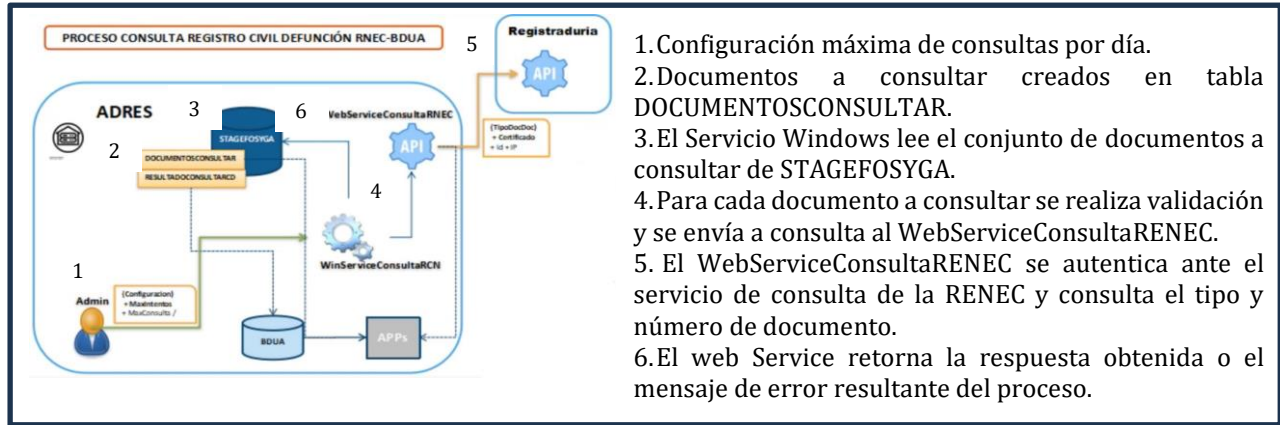 PROCESO CONSULTA REGISTRO CIVIL DEFUNCIÓN RNEC-BDUA
5
Registraduria
API
ADRES
3
6
WebServiceConsultaRNEC
STAGEFOSYGA
API
(TipoDocDoc)
+ Certificado
+ Id + IP
2
DOCUMENTOSCONSULTAR
RESULTADOCONSULTARCD
4
WinServiceConsultaRCN
1
Admin
(Configuracion)
+ MaxIntentos
+ MaxConsulta /
BDUA
APPs
1.Configuración máxima de consultas por día.
2.Documentos a consultar creados en tabla
DOCUMENTOSCONSULTAR.
3.El Servicio Windows lee el conjunto de documentos a
consultar de STAGEFOSYGA.
4.Para cada documento a consultar se realiza validación
y se envía a consulta al WebServiceConsultaRENEC.
5. El WebServiceConsultaRENEC se autentica ante el
servicio de consulta de la RENEC y consulta el tipo y
número de documento.
6.El web Service retorna la respuesta obtenida o el
mensaje de error resultante del proceso.